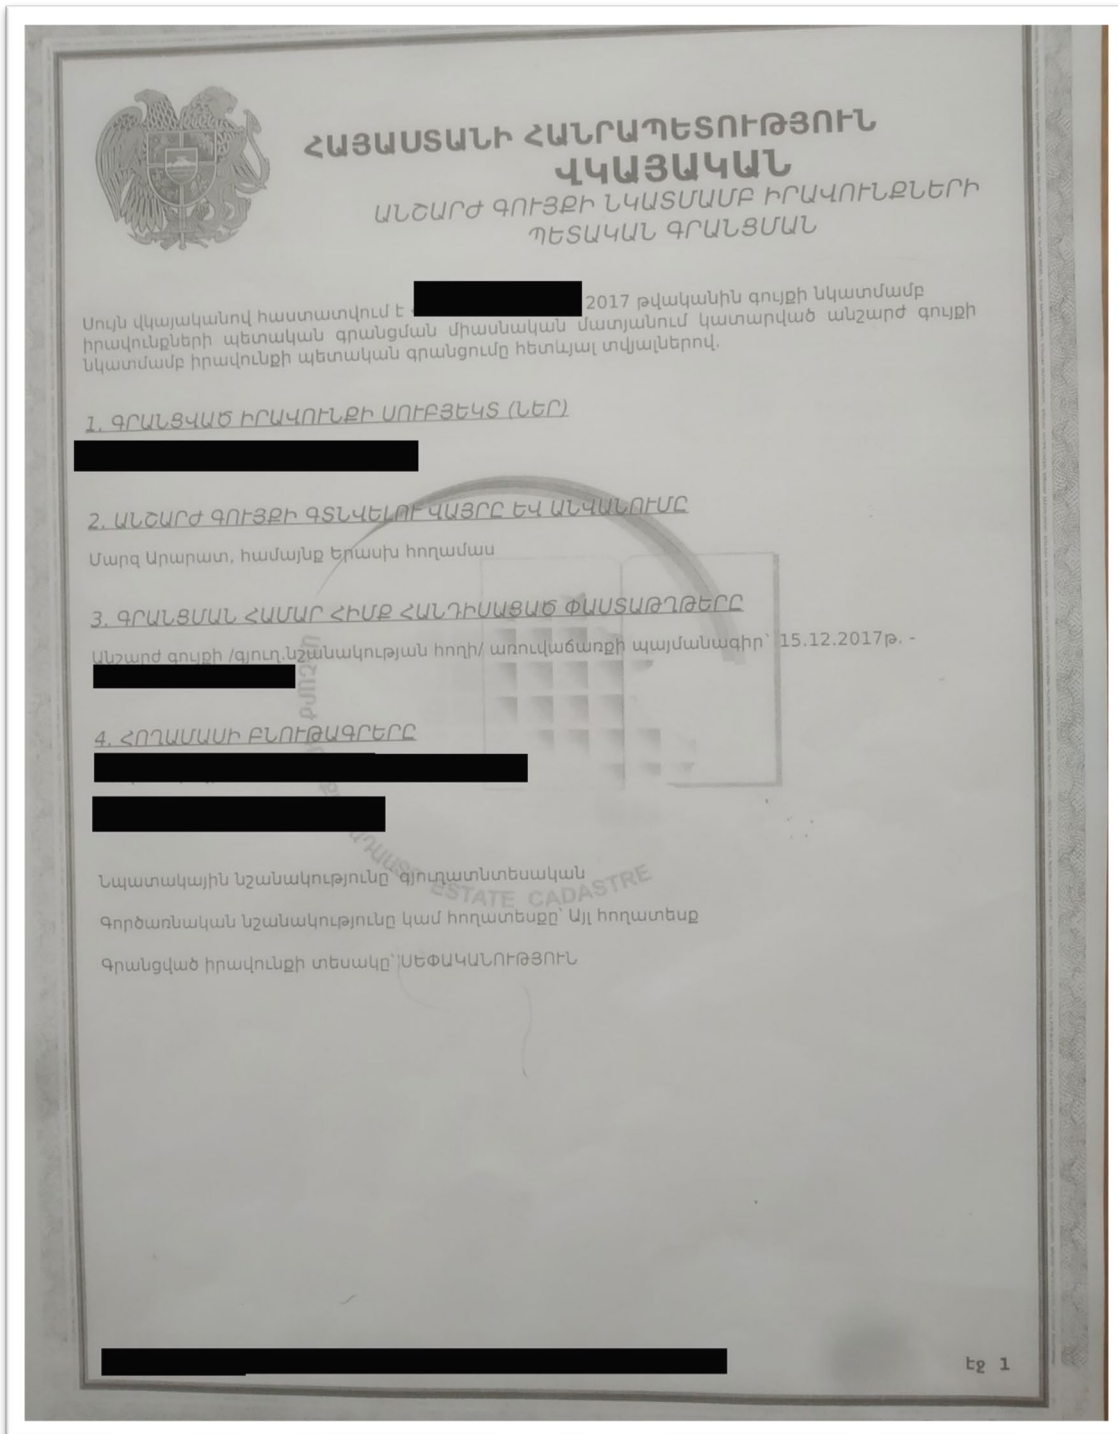 ՀԱՅԱՍՏԱՆԻ ՀԱՆՐԱՊԵՏՈՒԹՅՈՒՆ
ՎԿԱՅԱԿԱՆ
ԱՆՇԱՐԺ ԳՈՒՅՔԻ ՆԿԱՏՄԱՄԲ ԻՐԱՎՈՒՆՔՆԵՐԻ
ՊԵՏԱԿԱՆ ԳՐԱՆՑՄԱՆ
Սույն վկայականով հաստատվում է 2017 թվականին գույքի նկատմամբ
իրավունքների պետական գրանցման միասնական մատյանում կատարված անշարժ գույքի
նկատմամբ իրավունքի պետական գրանցումը հետևյալ տվյալներով.
1. ԳՐԱՆՑՎԱԾ ԻՐԱՎՈՒՆՔԻ ՍՈՒԲՅԵԿՏ (ՆԵՐ)
2. ԱՆՇԱՐԺ ԳՈՒՅՔԻ ԳՏՆՎԵԼՈՒ ՎԱՅՐԸ ԵՎ ԱՆՎԱՆՈՒՄԸ
Մարզ Արարատ, համայնք Երասխ հողամաս
3. ԳՐԱՆՑՄԱՆ ՀԱՄԱՐ ՀԻՄՔ ՀԱՆԴԻՍԱՑԱԾ ՓԱՍՏԱԹՂԹԵՐԸ
Անշարժ գույքի /գյուղ.նշանակության հողի/ առուվաճառքի պայմանագիր՝ 15.12.2017թ. -
4. ՀՈՂԱՄԱՍԻ ԲՆՈՒԹԱԳՐԵՐԸ
Նպատակային նշանակությունը՝ գյուղատնտեսական
ESTATE CADASTRE
Գործառնական նշանակությունը կամ հողատեսքը՝ Այլ հողատեսք
Գրանցված իրավունքի տեսակը՝ ՍԵՓԱԿԱՆՈՒԹՅՈՒՆ
Էջ 1